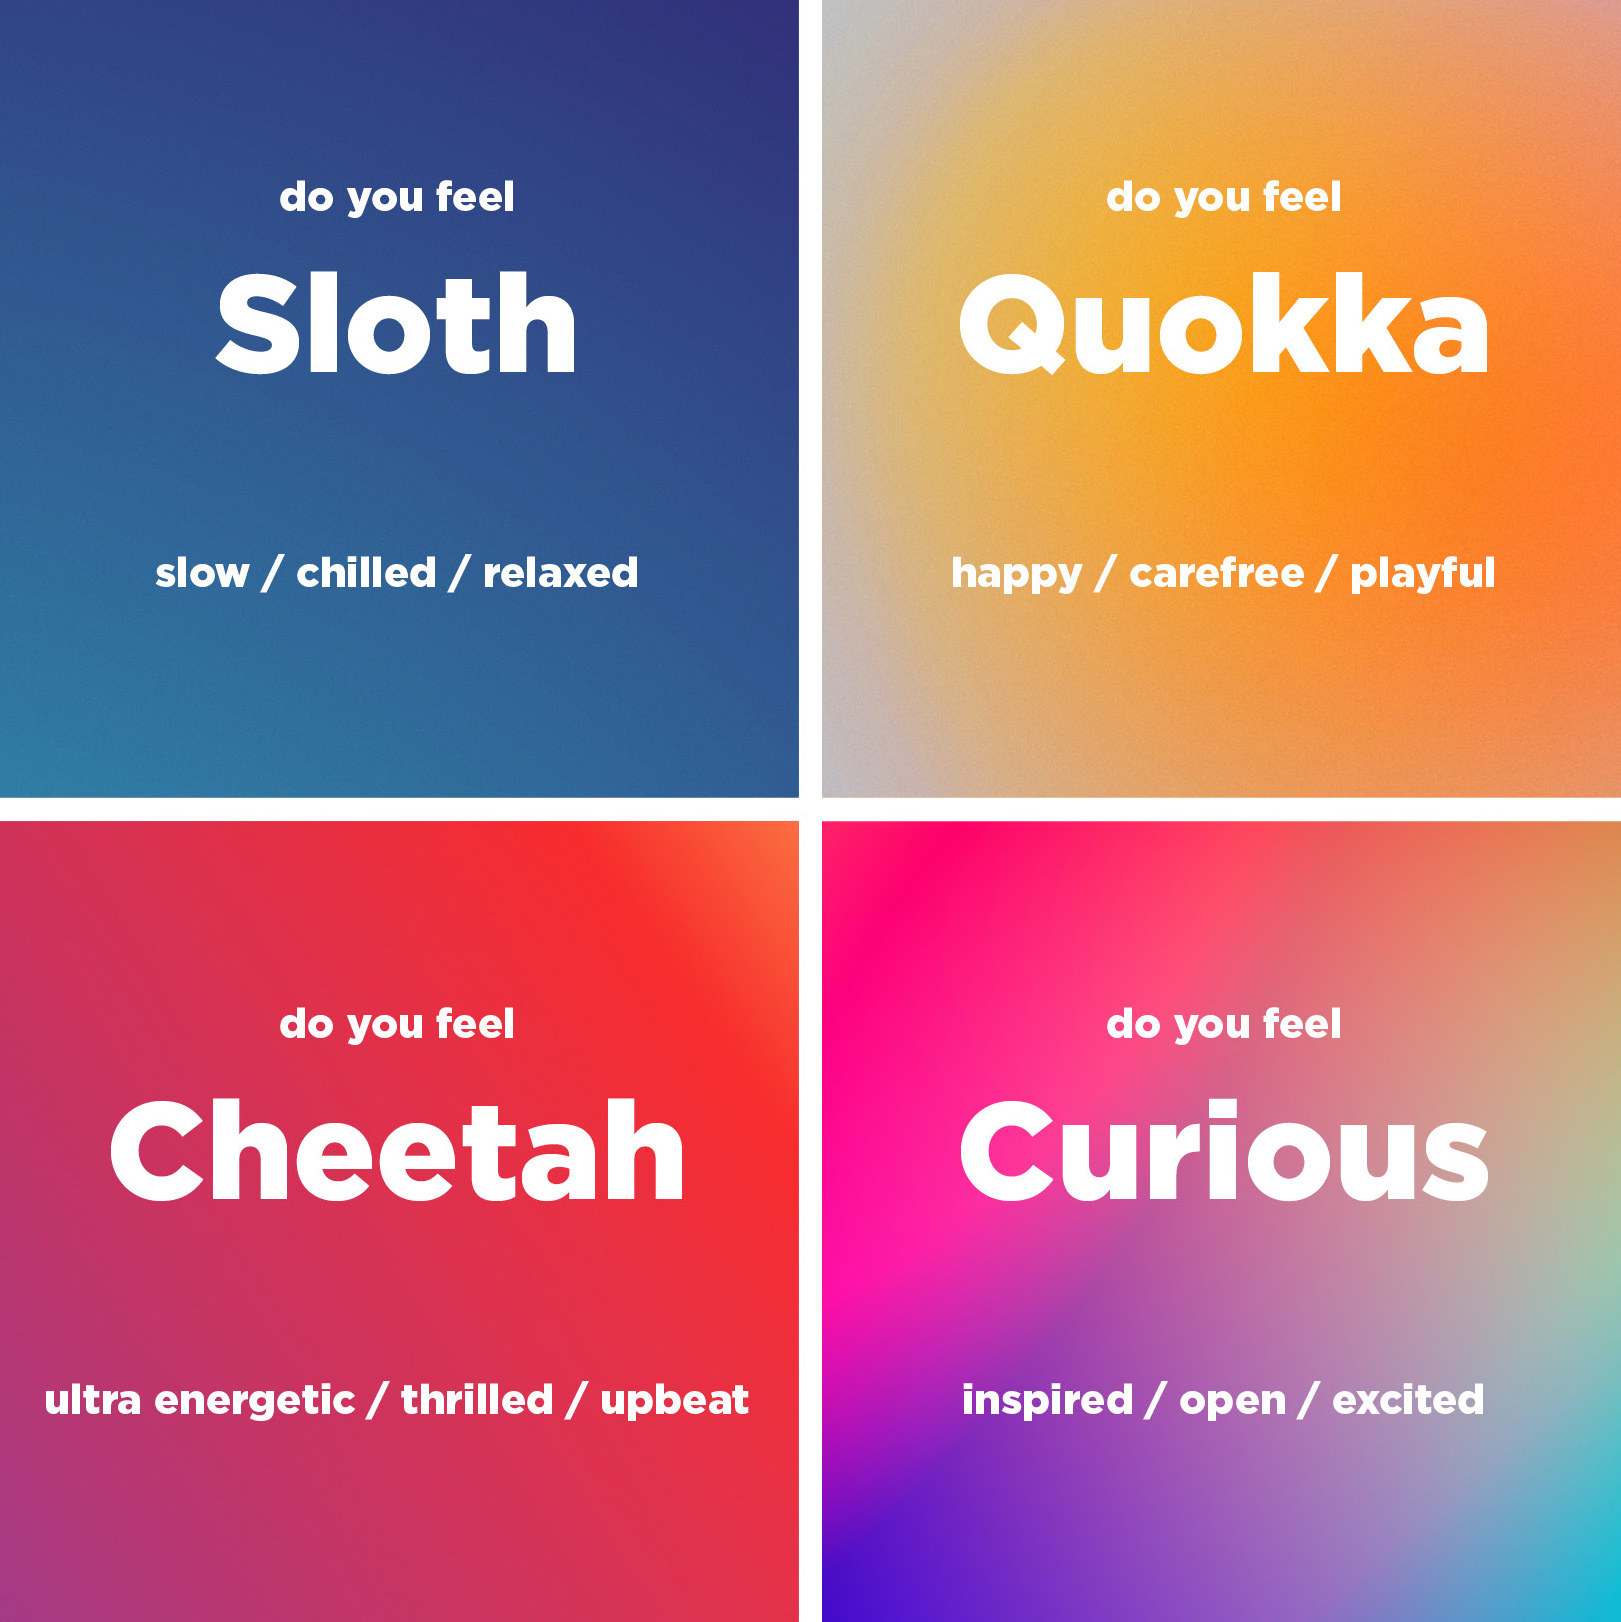 do you feel
Sloth
slow / chilled / relaxed
do you feel
Quokka
happy / carefree / playful
do you feel
Cheetah
ultra energetic / thrilled / upbeat
do you feel
Curious
inspired / open / excited